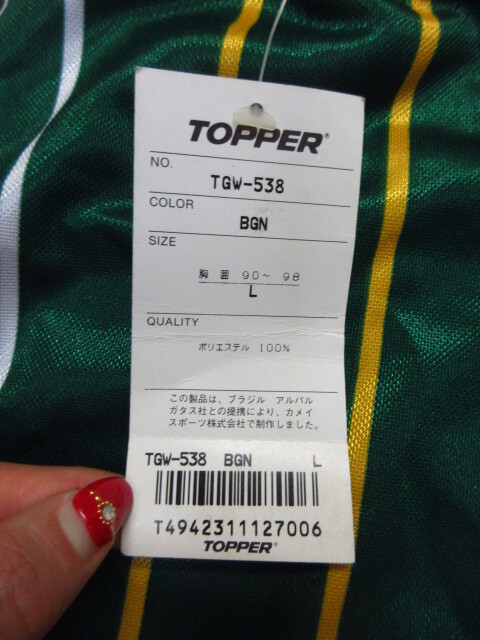 TOPPER®
NO.
TGW-538
COLOR
BGN
SIZE
胸 囲 90～ 98
L
QUALITY
ポリエステル 100%
この製品は、ブラジル アルパル
ガタス社との提携により、カメイ
スポーツ株式会社で制作しました。
TGW-538 BGN L
T4942311127006
TOPPER®